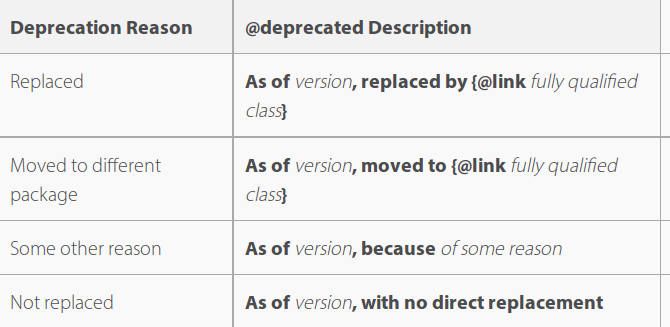 Deprecation Reason
@deprecated Description
Replaced
As of version, replaced by {@link fully qualified
class}
Moved to different
package
As of version, moved to {@link fully qualified
class}
Some other reason
As of version, because of some reason
Not replaced
As of version, with no direct replacement